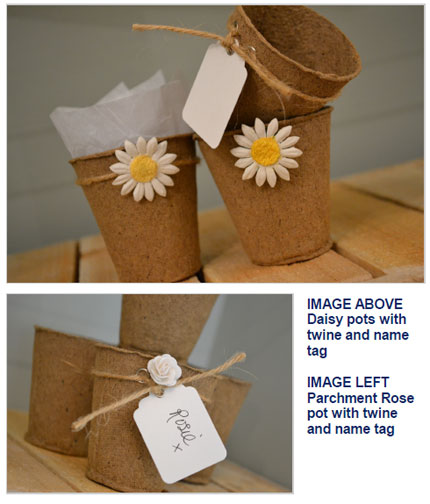 IMAGE ABOVE
Daisy pots with
twine and name
tag
IMAGE LEFT
Parchment Rose
pot with twine
and name tag
Rosie
x